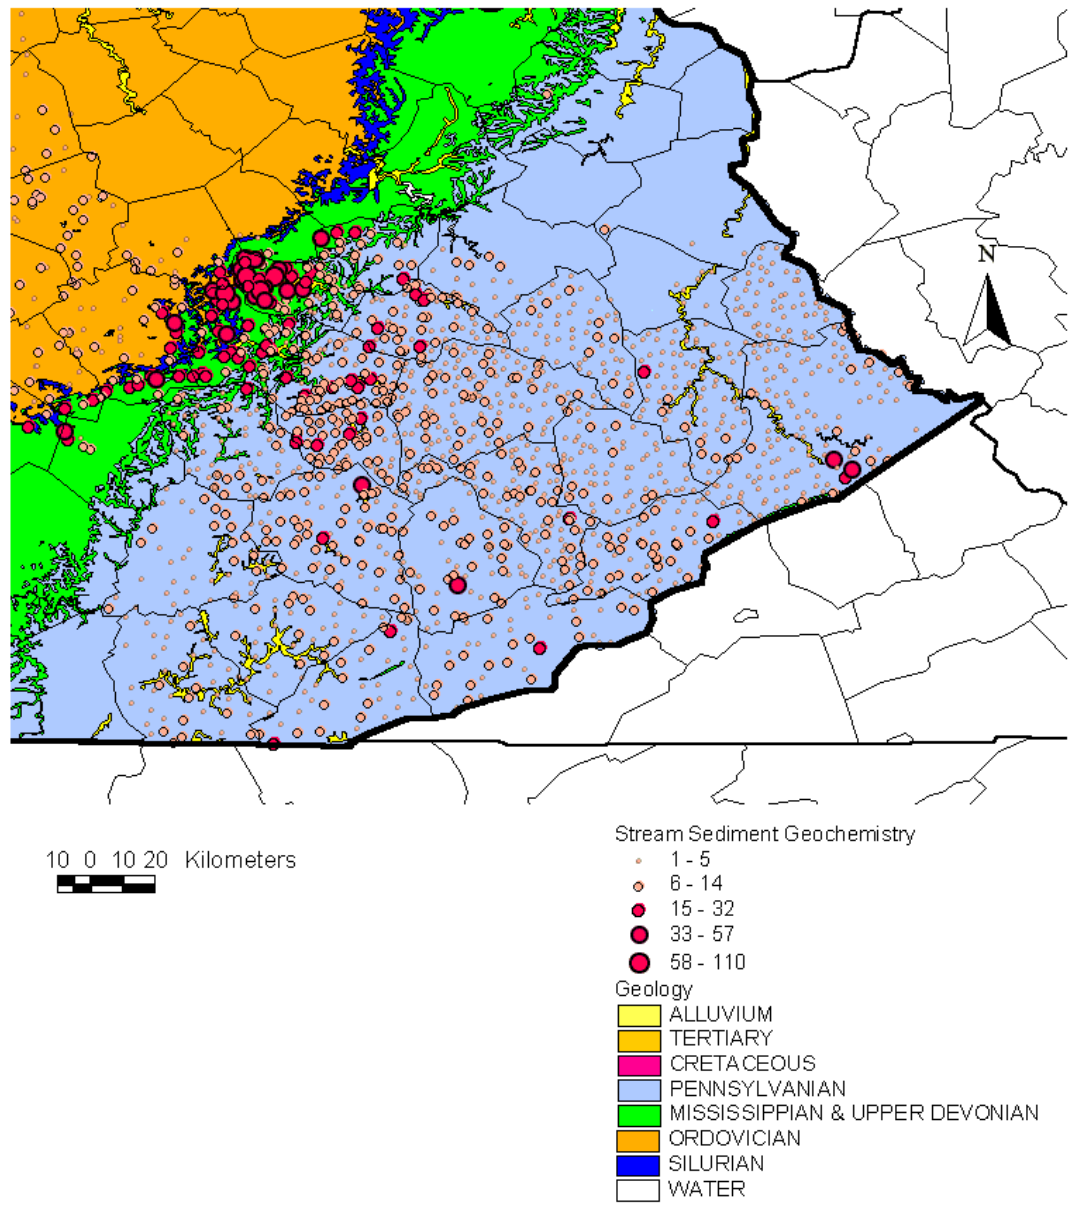 N
10 0 10 20 Kilometers
Stream Sediment Geochemistry
1 - 5
6 - 14
15 - 32
33 - 57
58 - 110
Geology
ALLUVIUM
TERTIARY
CRETACEOUS
PENNSYLVANIAN
MISSISSIPPIAN & UPPER DEVONIAN
ORDOVICIAN
SILURIAN
WATER